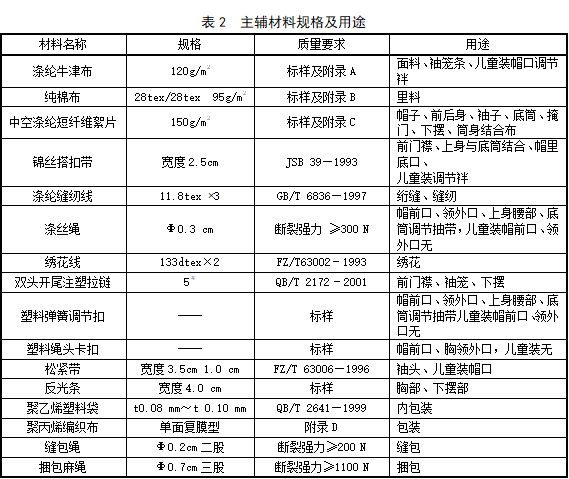 表 2 主辅材料规格及用途
材料名称 规格 质量要求 用途
涤纶牛津布 120g/m² 标样及附录 A 面料、袖笼条、儿童装帽口调节
袢
纯棉布 28tex/28tex 95g/m² 标样及附录 B 里料
中空涤纶短纤维絮片 150g/m² 标样及附录 C 帽子、前后身、袖子、底筒、掩
门、下摆、筒身结合布
锦丝搭扣带 宽度 2.5cm JSB 39—1993 前门襟、上身与底筒结合、帽里
底口、
儿童装调节袢
涤纶缝纫线 11.8tex ×3 GB/T 6836—1997 绗缝、缝纫
涤丝绳 Φ0.3 cm 断裂强力 ≥300 N 帽前口、领外口、上身腰部、底
筒调节抽带,儿童装帽前口、领
外口无
绣花线 133dtex×2 FZ/T63002-1993 绣花
双头开尾注塑拉链 5# QB/T 2172-2001 前门襟、袖笼、下摆
塑料弹簧调节扣 —— 标样 帽前口、领外口、上身腰部、底
筒调节抽带儿童装帽前口、领外
口无
塑料绳头卡扣 —— 标样 帽前口、胸领外口,儿童装无
松紧带 宽度 3.5cm 1.0 cm FZ/T 63006-1996 袖头、儿童装帽口
反光条 宽度 4.0 cm 标样 胸部、下摆部
聚乙烯塑料袋 t0.08 mm～t 0.10 mm QB/T 2641-1999 内包装
聚丙烯编织布 单面复膜型 附录 D 包装
缝包绳 Φ0.2cm 二股 断裂强力≥200 N 缝包
捆包麻绳 Φ0.7cm 三股 断裂强力≥1100 N 捆包